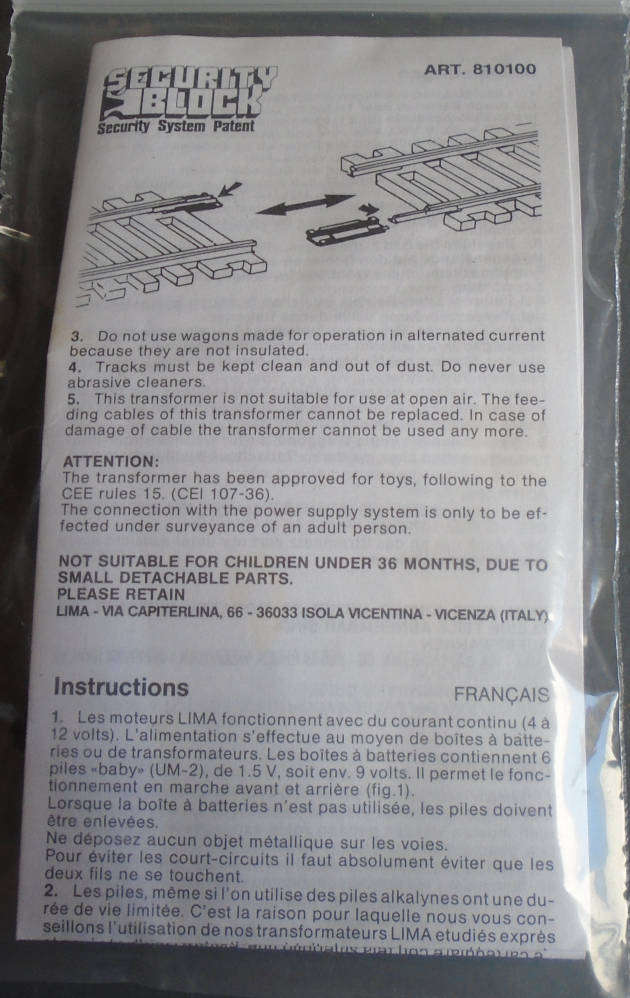 SECURITY
BLOCK
Security System Patent
ART. 810100
3. Do not use wagons made for operation in alternated current
because they are not insulated.
4. Tracks must be kept clean and out of dust. Do never use
abrasive cleaners.
5. This transformer is not suitable for use at open air. The fee-
ding cables of this transformer cannot be replaced. In case of
damage of cable the transformer cannot be used any more.
ATTENTION:
The transformer has been approved for toys, following to the
CEE rules 15. (CEI 107-36).
The connection with the power supply system is only to be ef-
fected under surveyance of an adult person.
NOT SUITABLE FOR CHILDREN UNDER 36 MONTHS, DUE TO
SMALL DETACHABLE PARTS.
PLEASE RETAIN
LIMA - VIA CAPITERLINA, 66 - 36033 ISOLA VICENTINA - VICENZA (ITALY)
Instructions
FRANÇAIS
1. Les moteurs LIMA fonctionnent avec du courant continu (4 à
12 volts). L'alimentation s'effectue au moyen de boîtes à batte-
ries ou de transformateurs. Les boîtes à batteries contiennent 6
piles «baby» (UM-2), de 1.5 V, soit env. 9 volts. Il permet le fonc-
tionnement en marche avant et arrière (fig.1).
Lorsque la boîte à batteries n'est pas utilisée, les piles doivent
être enlevées.
Ne déposez aucun objet métallique sur les voies.
Pour éviter les court-circuits il faut absolument éviter que les
deux fils ne se touchent.
2. Les piles, même si l'on utilise des piles alkalynes ont une du-
rée de vie limitée. C'est la raison pour laquelle nous vous con-
seillons l'utilisation de nos transformateurs LIMA etudiés exprès